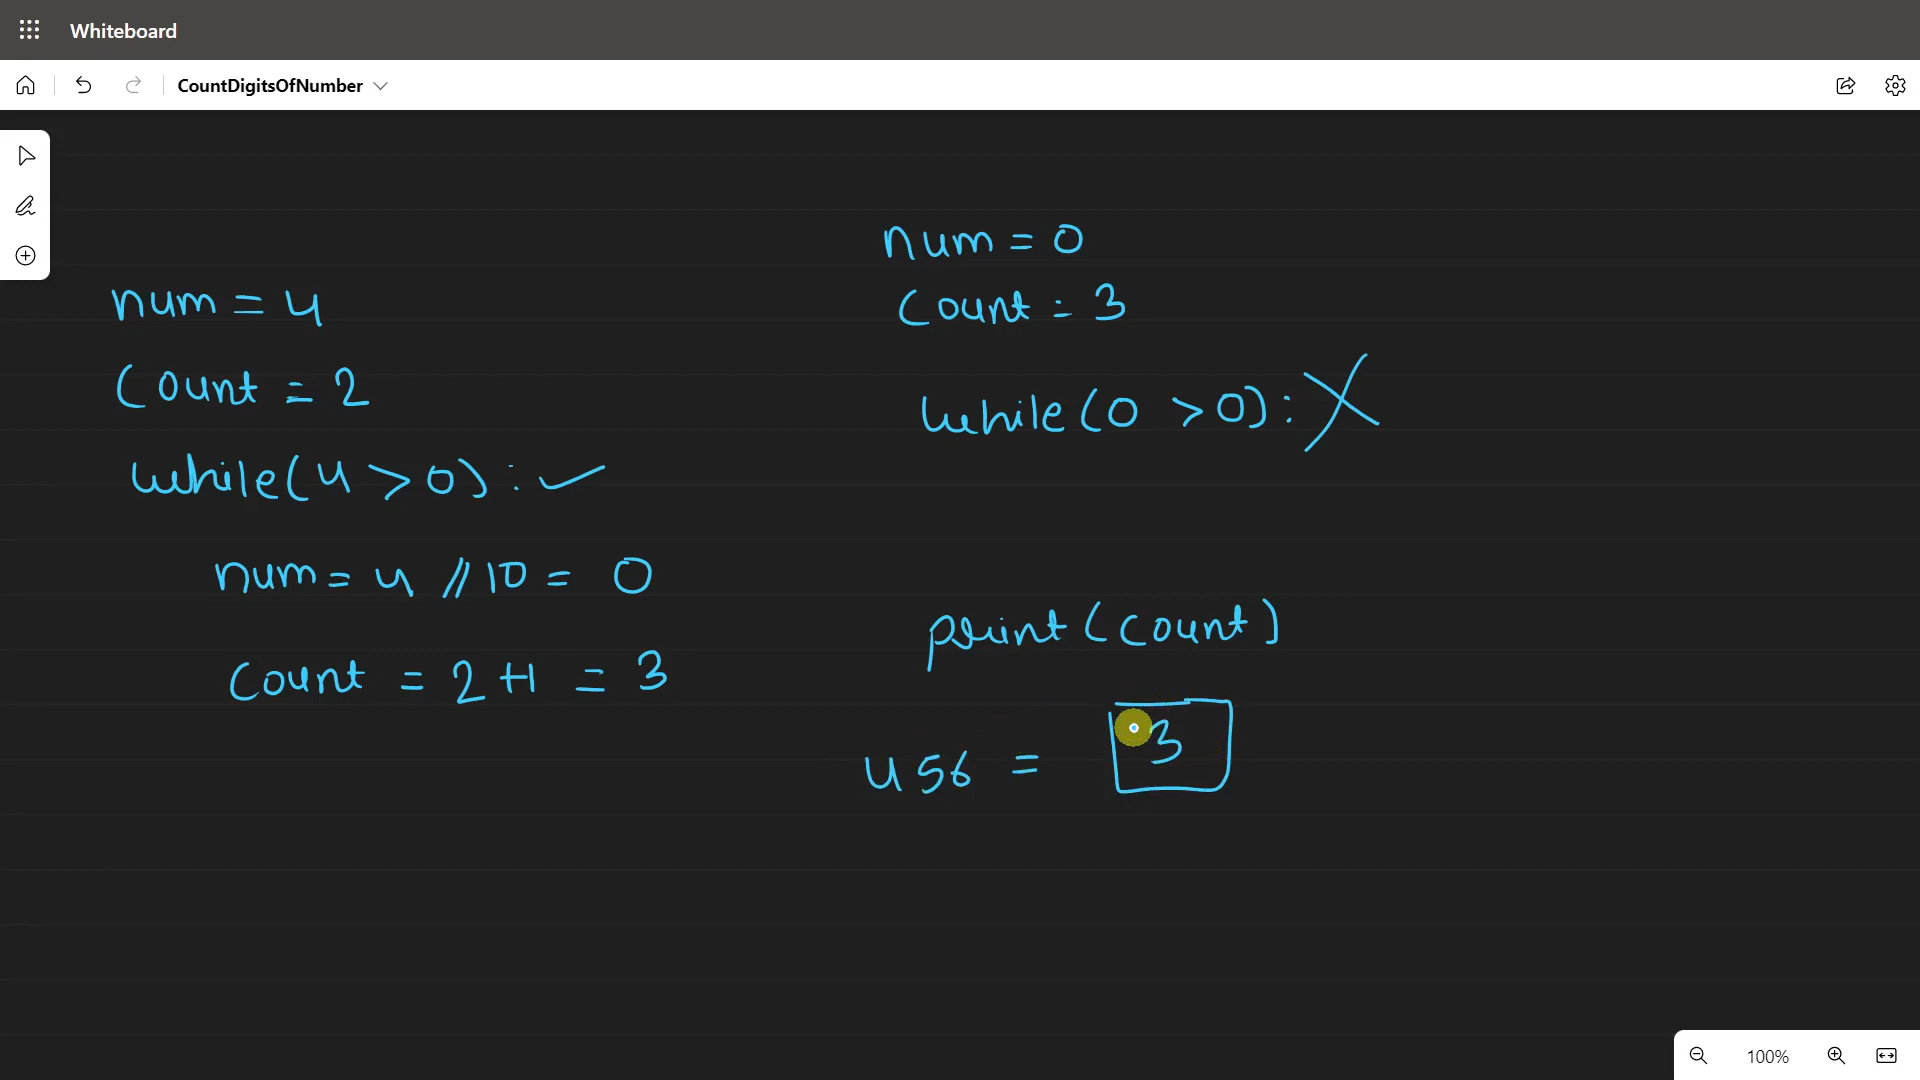 Whiteboard
CountDigitsOfNumber
num = 4
Count = 2
while(4 > 0) : ✓
num = 4 // 10 = 0
Count = 2 + 1 = 3
num = 0
Count = 3
while(0 > 0) : X
print(count)
456 = 3
100%